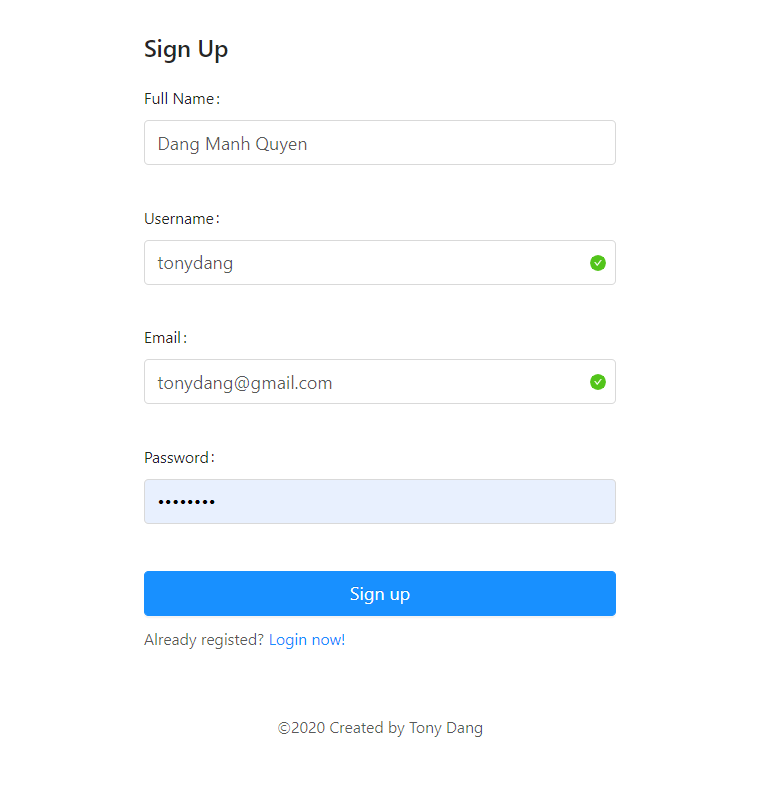 Sign Up
Full Name:
Dang Manh Quyen
Username:
tonydang
Email:
tonydang@gmail.com
Password:
••••••••
Sign up
Already registed? Login now!
©2020 Created by Tony Dang